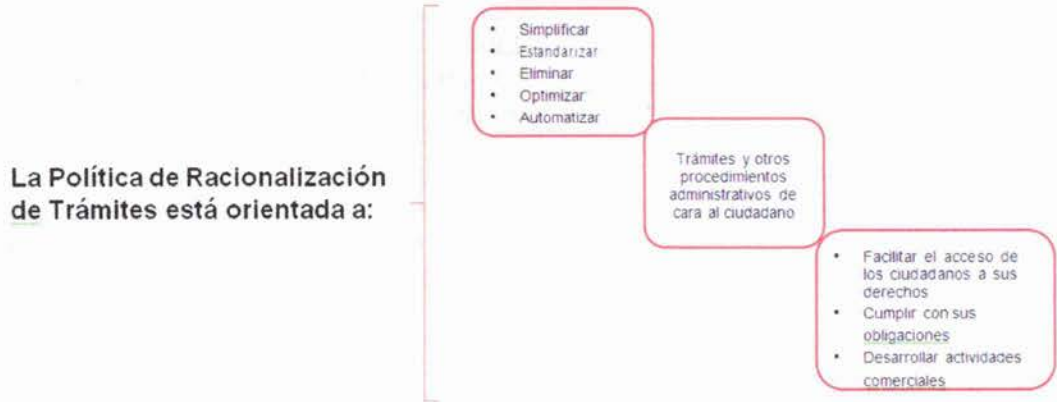 La Política de Racionalización
de Trámites está orientada a:
• Simplificar
• Estandarizar
• Eliminar
• Optimizar
• Automatizar
Trámites y otros
procedimientos
administrativos de
cara al ciudadano
• Facilitar el acceso de
los ciudadanos a sus
derechos
• Cumplir con sus
obligaciones
• Desarrollar actividades
comerciales